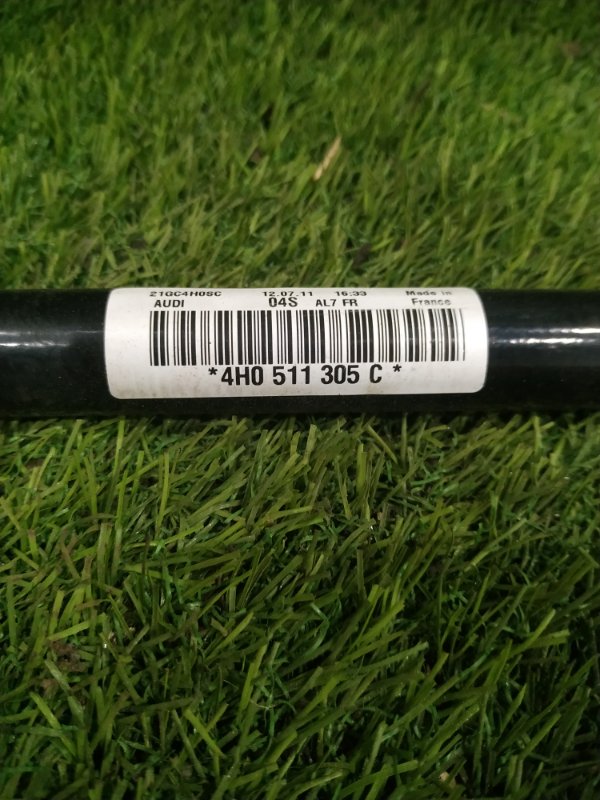 21GC4H0SC 12.07.11 16:33 Made in
AUDI 04S AL7 FR France
*4H0 511 305 C*